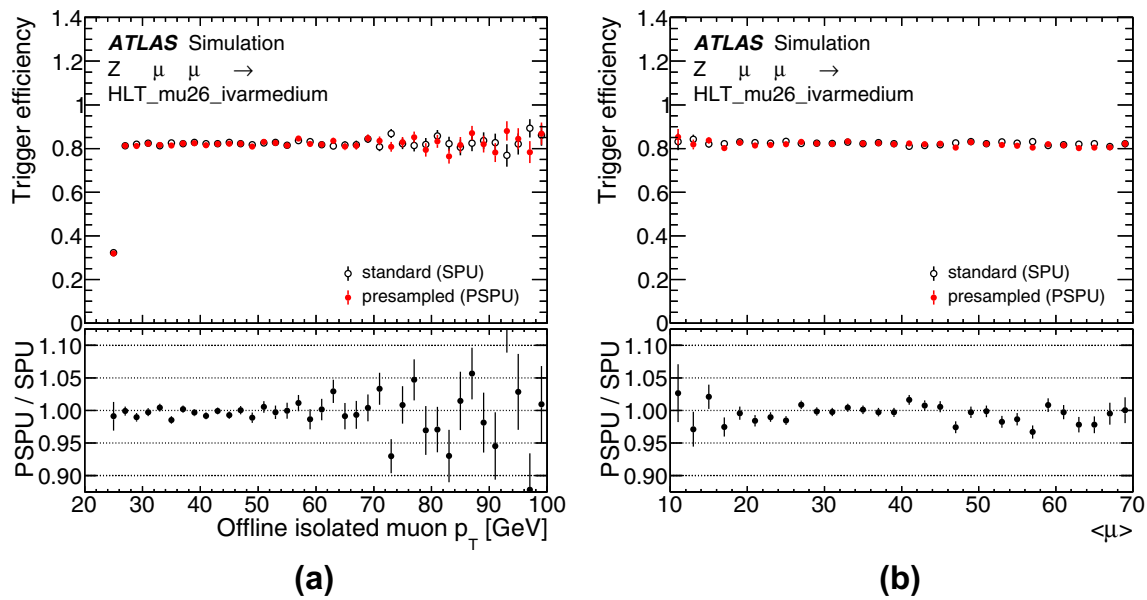 1.4
1.2
1
0.8
0.6
0.4
0.2
0
Trigger efficiency
ATLAS Simulation
Z μ μ →
HLT_mu26_ivarmedium
standard (SPU)
presampled (PSPU)
1.10
1.05
1.00
0.95
0.90
PSPU / SPU
20 30 40 50 60 70 80 90 100
Offline isolated muon p_T [GeV]
(a)
1.4
1.2
1
0.8
0.6
0.4
0.2
0
Trigger efficiency
ATLAS Simulation
Z μ μ →
HLT_mu26_ivarmedium
standard (SPU)
presampled (PSPU)
1.10
1.05
1.00
0.95
0.90
PSPU / SPU
10 20 30 40 50 60 70
<μ>
(b)